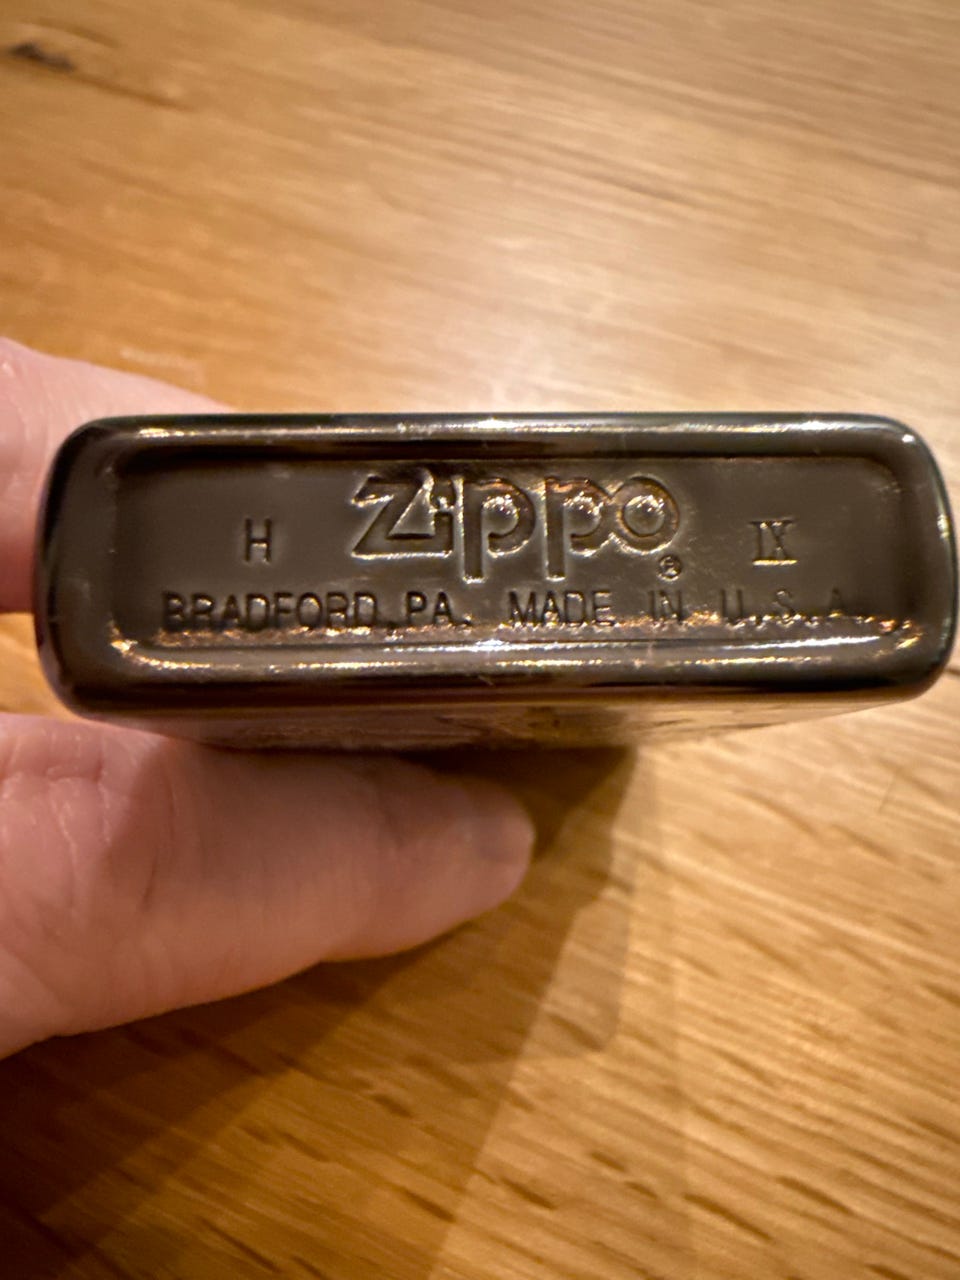 H Zippo® IX
BRADFORD, PA. MADE IN U.S.A.